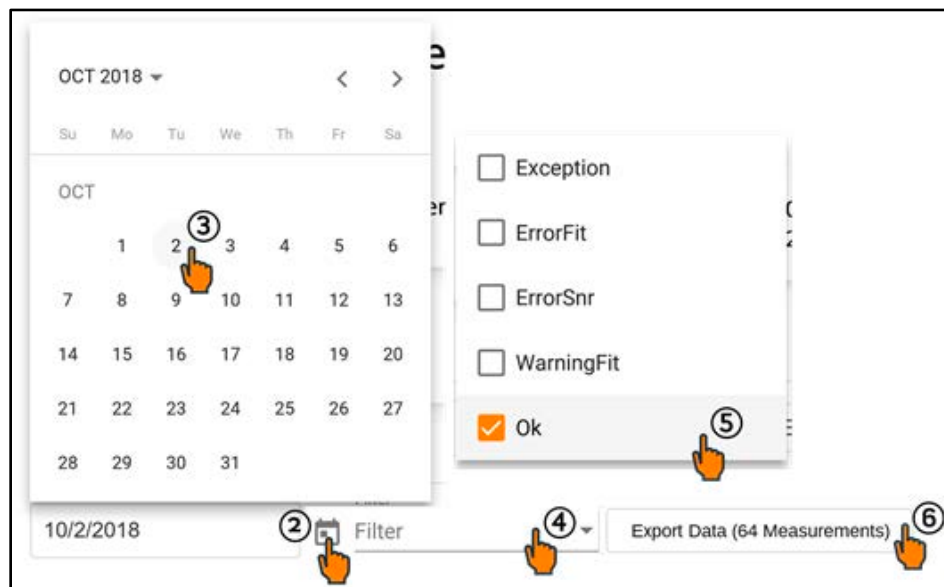 e
OCT 2018
Su Mo Tu We Th Fr Sa
OCT
③
1 2 3 4 5 6
7 8 9 10 11 12 13
14 15 16 17 18 19 20
21 22 23 24 25 26 27
28 29 30 31
er
Exception
ErrorFit
ErrorSnr
WarningFit
Ok
⑤
10/2/2018
②
Filter
④
Export Data (64 Measurements)
⑥